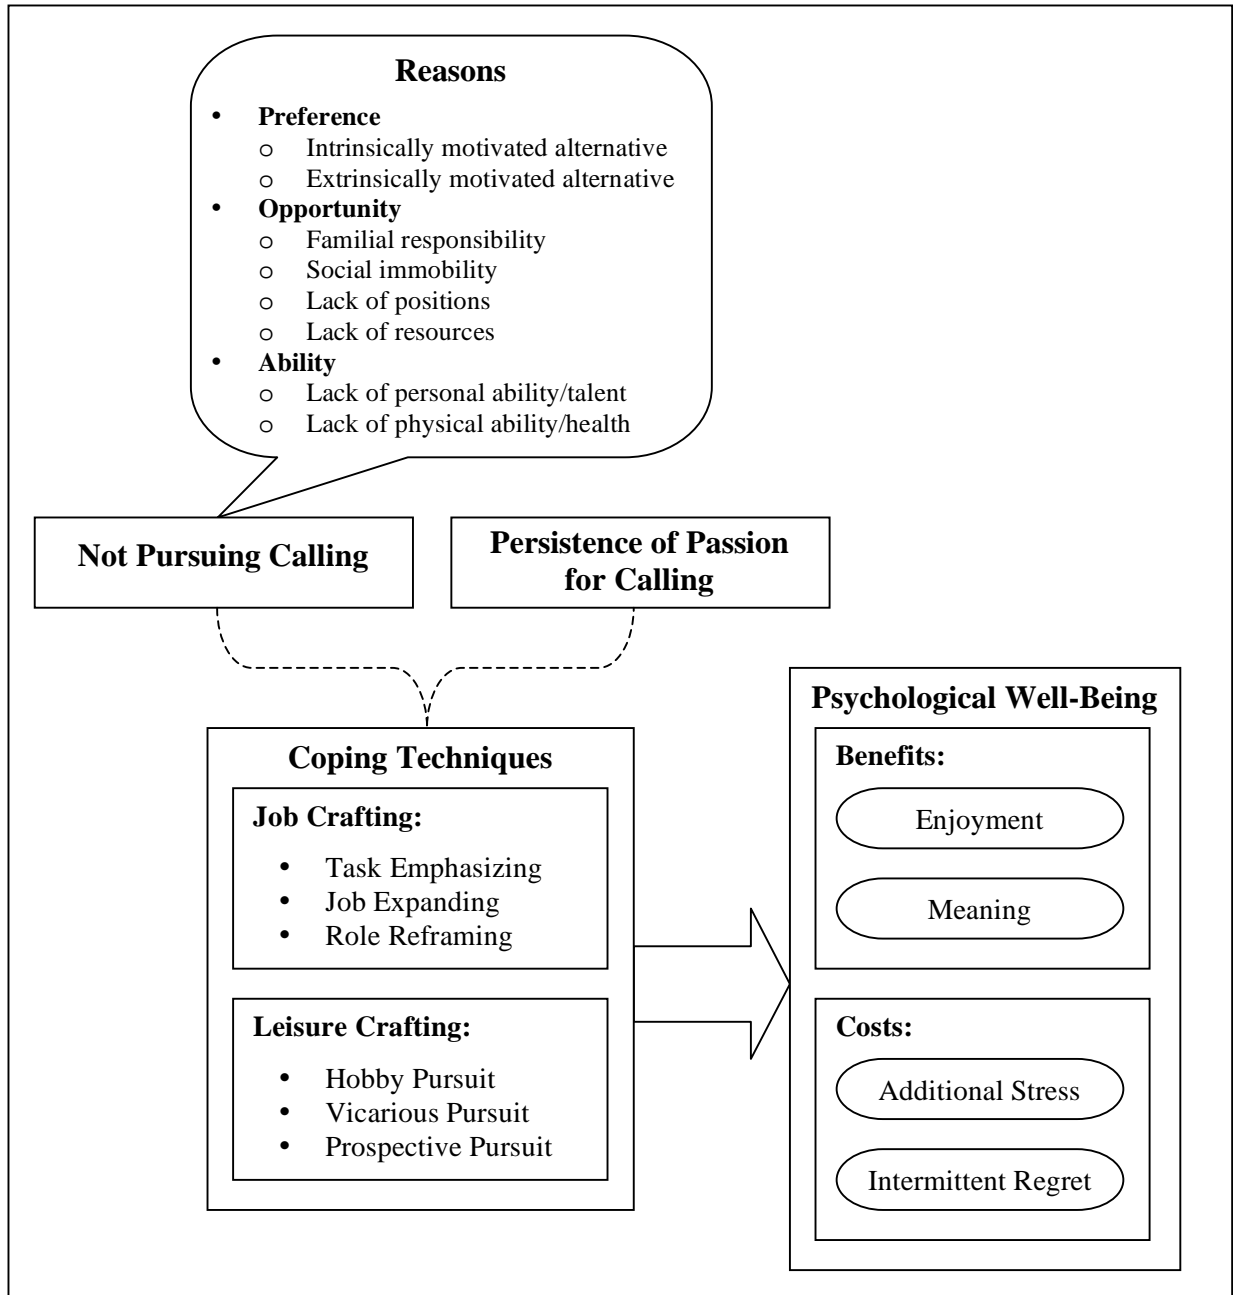 Reasons
• Preference
o Intrinsically motivated alternative
o Extrinsically motivated alternative
• Opportunity
o Familial responsibility
o Social immobility
o Lack of positions
o Lack of resources
• Ability
o Lack of personal ability/talent
o Lack of physical ability/health
Not Pursuing Calling
Persistence of Passion
for Calling
Coping Techniques
Job Crafting:
• Task Emphasizing
• Job Expanding
• Role Reframing
Leisure Crafting:
• Hobby Pursuit
• Vicarious Pursuit
• Prospective Pursuit
Psychological Well-Being
Benefits:
Enjoyment
Meaning
Costs:
Additional Stress
Intermittent Regret